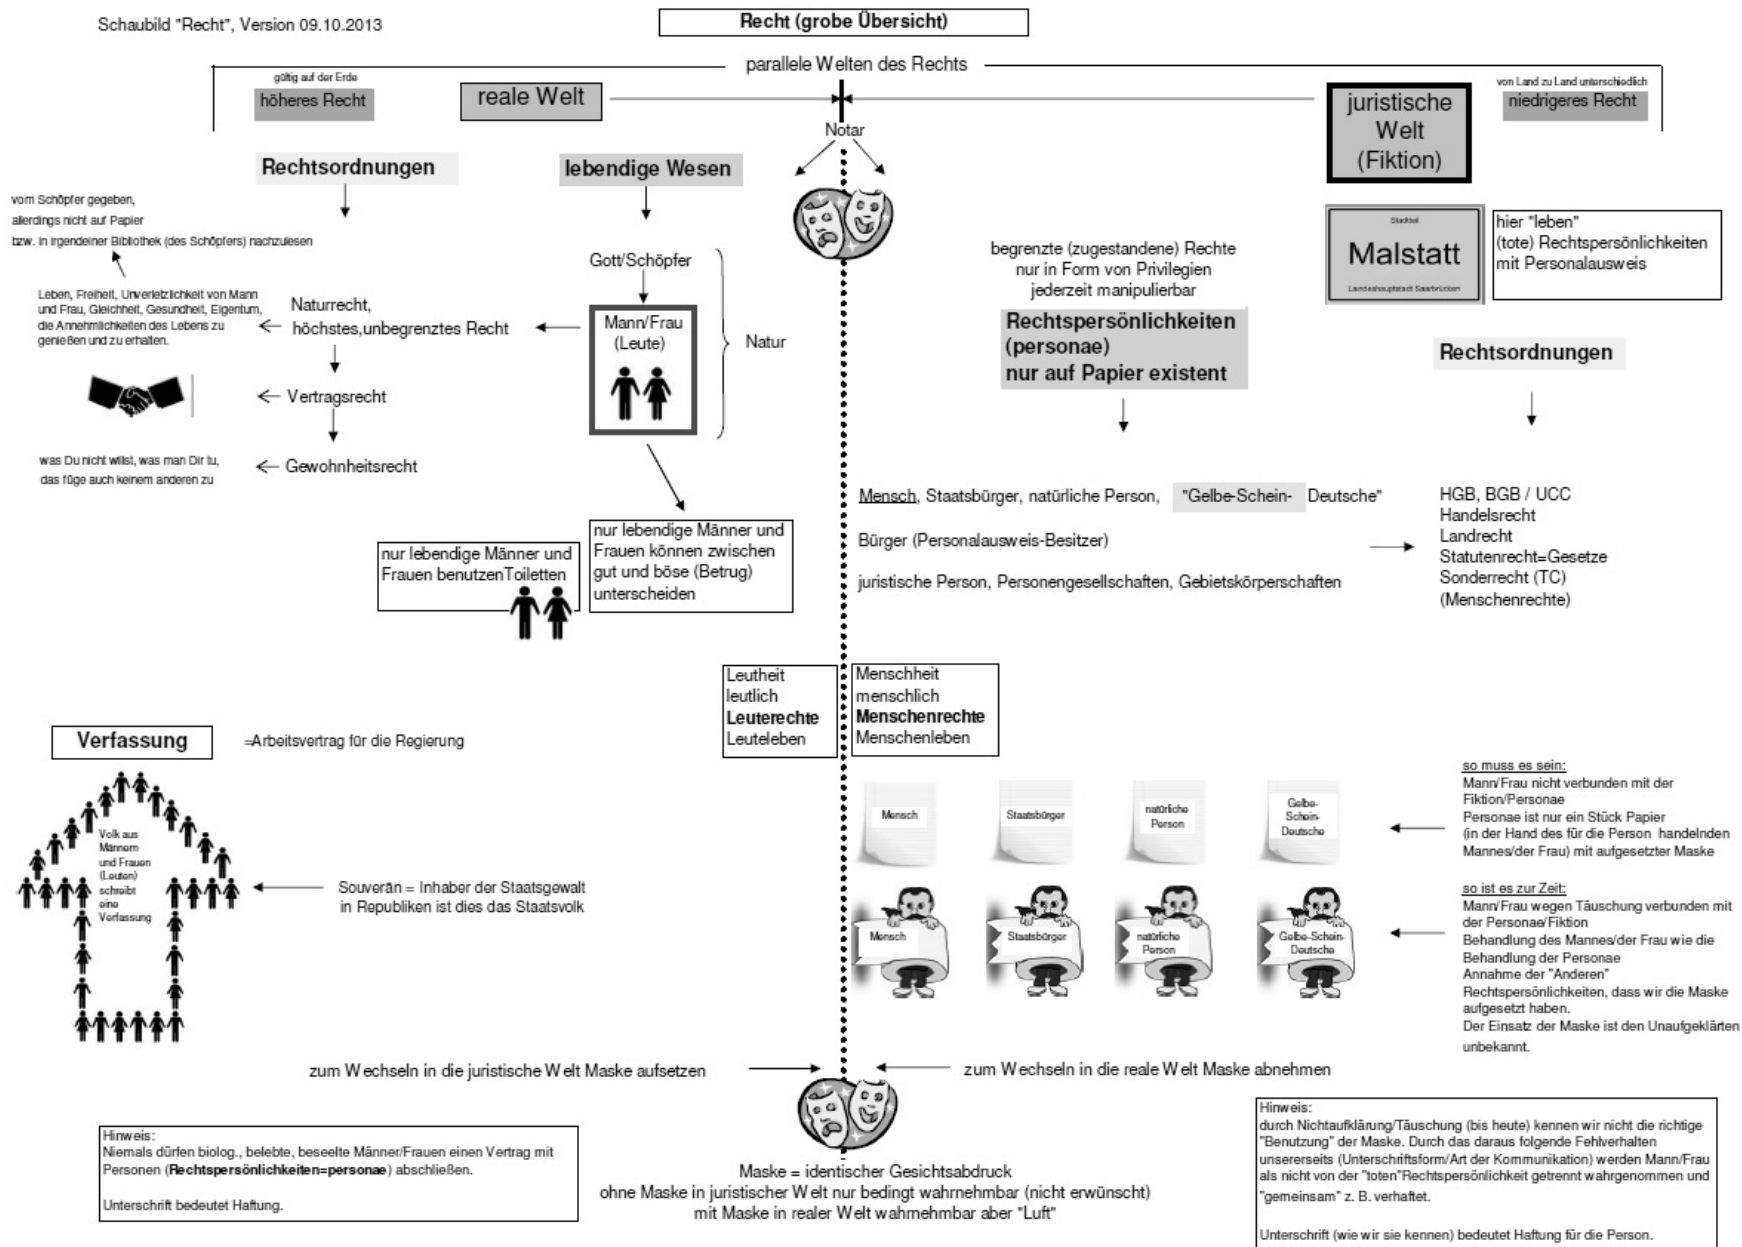 Schaubild "Recht", Version 09.10.2013
Recht (grobe Übersicht)
parallele Welten des Rechts
gültig auf der Erde
höheres Recht
reale Welt
juristische
Welt
(Fiktion)
von Land zu Land unterschiedlich
niedrigeres Recht
Notar
Rechtsordnungen
lebendige Wesen
vom Schöpfer gegeben,
allerdings nicht auf Papier
bzw. in irgendeiner Bibliothek (des Schöpfers) nachzulesen
Gott/Schöpfer
Leben, Freiheit, Unverletzlichkeit von Mann
und Frau, Gleichheit, Gesundheit, Eigentum,
die Annehmlichkeiten des Lebens zu
genießen und zu erhalten.
Naturrecht,
höchstes,unbegrenztes Recht
Mann/Frau
(Leute)
Natur
Vertragsrecht
was Du nicht willst, was man Dir tu,
das füge auch keinem anderen zu
Gewohnheitsrecht
begrenzte (zugestandene) Rechte
nur in Form von Privilegien
jederzeit manipulierbar
Rechtspersönlichkeiten
(personae)
nur auf Papier existent
Stadtteil
Malstatt
Landeshauptstadt Saarbrücken
hier "leben"
(tote) Rechtspersönlichkeiten
mit Personalausweis
Rechtsordnungen
Mensch, Staatsbürger, natürliche Person, "Gelbe-Schein- Deutsche"
Bürger (Personalausweis-Besitzer)
juristische Person, Personengesellschaften, Gebietskörperschaften
HGB, BGB / UCC
Handelsrecht
Landrecht
Statutenrecht=Gesetze
Sonderrecht (TC)
(Menschenrechte)
nur lebendige Männer und
Frauen benutzenToiletten
nur lebendige Männer und
Frauen können zwischen
gut und böse (Betrug)
unterscheiden
Leutheit
leutlich
Leuterechte
Leuteleben
Menschheit
menschlich
Menschenrechte
Menschenleben
Verfassung
=Arbeitsvertrag für die Regierung
Volk aus
Männern
und Frauen
(Leuten)
schreibt
eine
Verfassung
Souverän = Inhaber der Staatsgewalt
in Republiken ist dies das Staatsvolk
Mensch
Staatsbürger
natürliche
Person
Gelbe-
Schein-
Deutsche
so muss es sein:
Mann/Frau nicht verbunden mit der
Fiktion/Personae
Personae ist nur ein Stück Papier
(in der Hand des für die Person handelnden
Mannes/der Frau) mit aufgesetzter Maske
Mensch
Staatsbürger
natürliche
Person
Gelbe-Schein-
Deutsche
so ist es zur Zeit:
Mann/Frau wegen Täuschung verbunden mit
der Personae/Fiktion
Behandlung des Mannes/der Frau wie die
Behandlung der Personae
Annahme der "Anderen"
Rechtspersönlichkeiten, dass wir die Maske
aufgesetzt haben.
Der Einsatz der Maske ist den Unaufgeklärten
unbekannt.
zum Wechseln in die juristische Welt Maske aufsetzen
zum Wechseln in die reale Welt Maske abnehmen
Hinweis:
Niemals dürfen biolog., belebte, beseelte Männer/Frauen einen Vertrag mit
Personen (Rechtspersönlichkeiten=personae) abschließen.
Unterschrift bedeutet Haftung.
Maske = identischer Gesichtsabdruck
ohne Maske in juristischer Welt nur bedingt wahrnehmbar (nicht erwünscht)
mit Maske in realer Welt wahrnehmbar aber "Luft"
Hinweis:
durch Nichtaufklärung/Täuschung (bis heute) kennen wir nicht die richtige
"Benutzung" der Maske. Durch das daraus folgende Fehlverhalten
unsererseits (Unterschriftsform/Art der Kommunikation) werden Mann/Frau
als nicht von der "toten"Rechtspersönlichkeit getrennt wahrgenommen und
"gemeinsam" z. B. verhaftet.
Unterschrift (wie wir sie kennen) bedeutet Haftung für die Person.